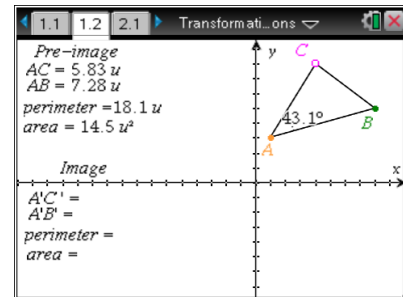 1.1 1.2 2.1 Transformati...ons
Pre-image
AC = 5.83 u
AB = 7.28 u
perimeter =18.1 u
area = 14.5 u²
Image
A'C' =
A'B' =
perimeter =
area =
y
C
43.1º
B
A
x